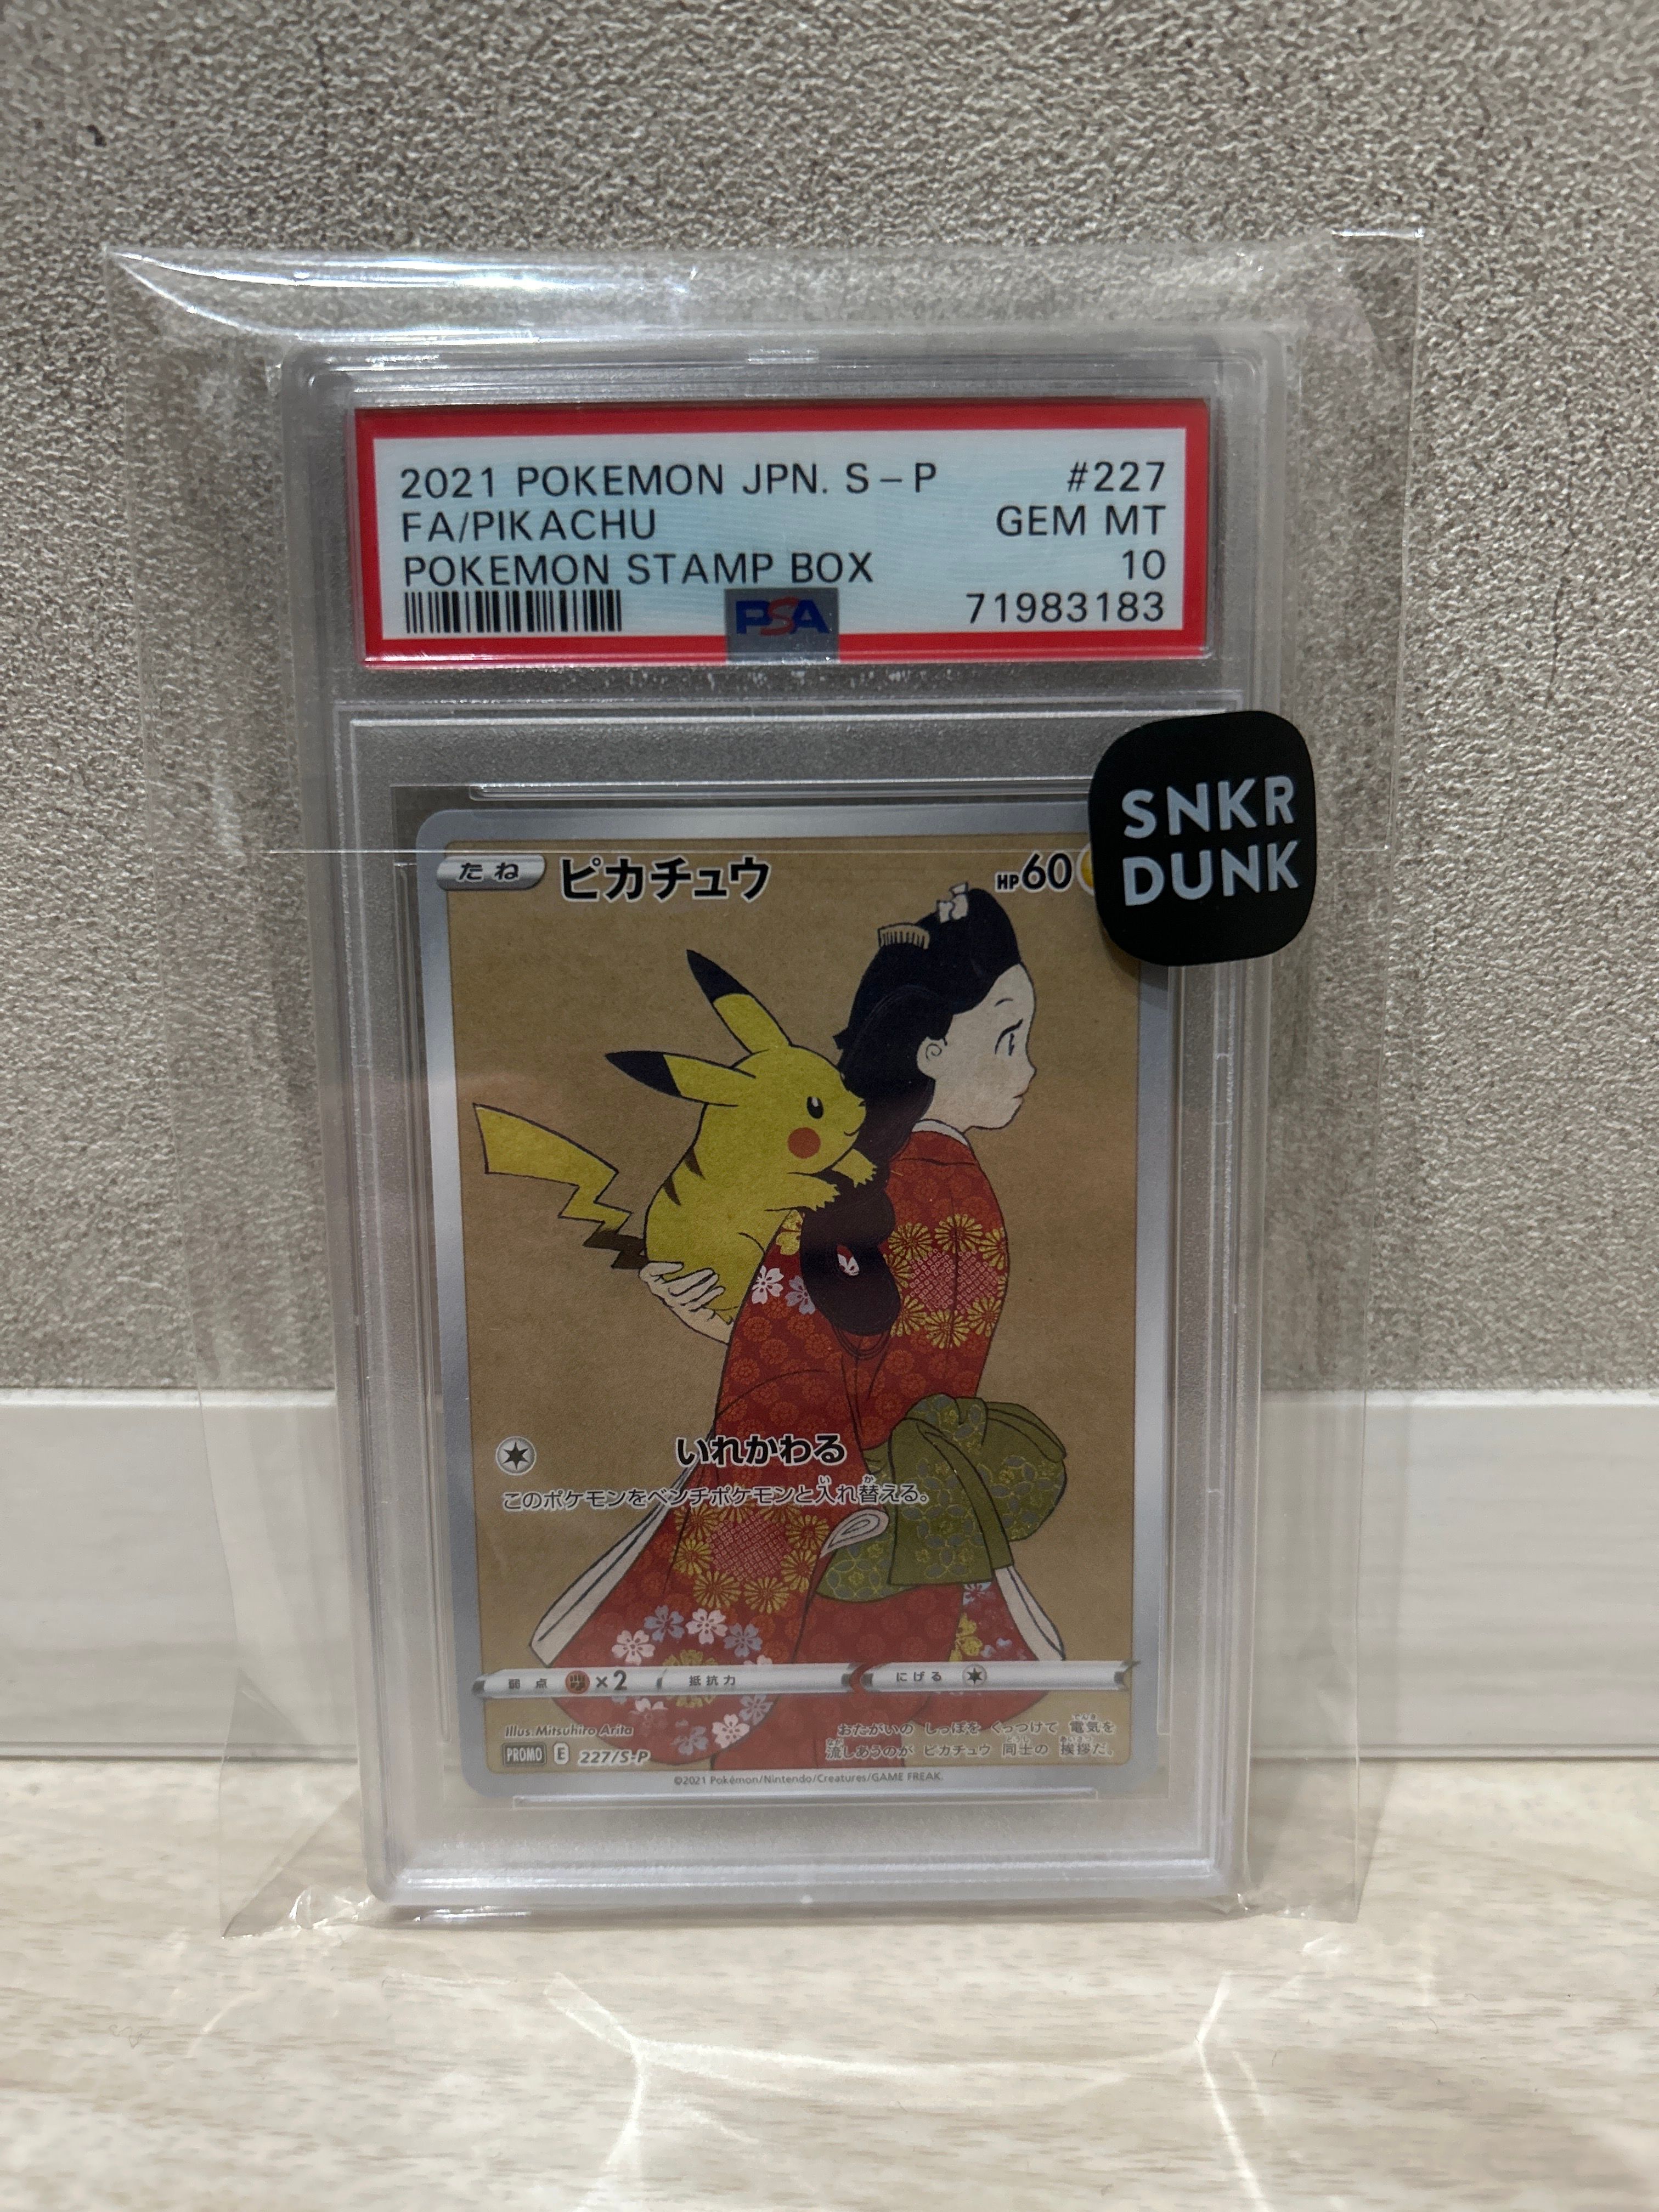 2021 POKEMON JPN. S-P #227
FA/PIKACHU GEM MT
POKEMON STAMP BOX 10
PSA 71983183
SNKR
DUNK
たね ピカチュウ HP60
いれかわる
このポケモンをベンチポケモンと入れ替える。
弱点 ×2 抵抗力 にげる
Illus. Mitsuhiro Arita
おたがいの しっぽを くっつけて 電気を
流しあうのが ピカチュウ 同士の 挨拶だ。
PROMO E 227/S-P
©2021 Pokémon/Nintendo/Creatures/GAME FREAK.